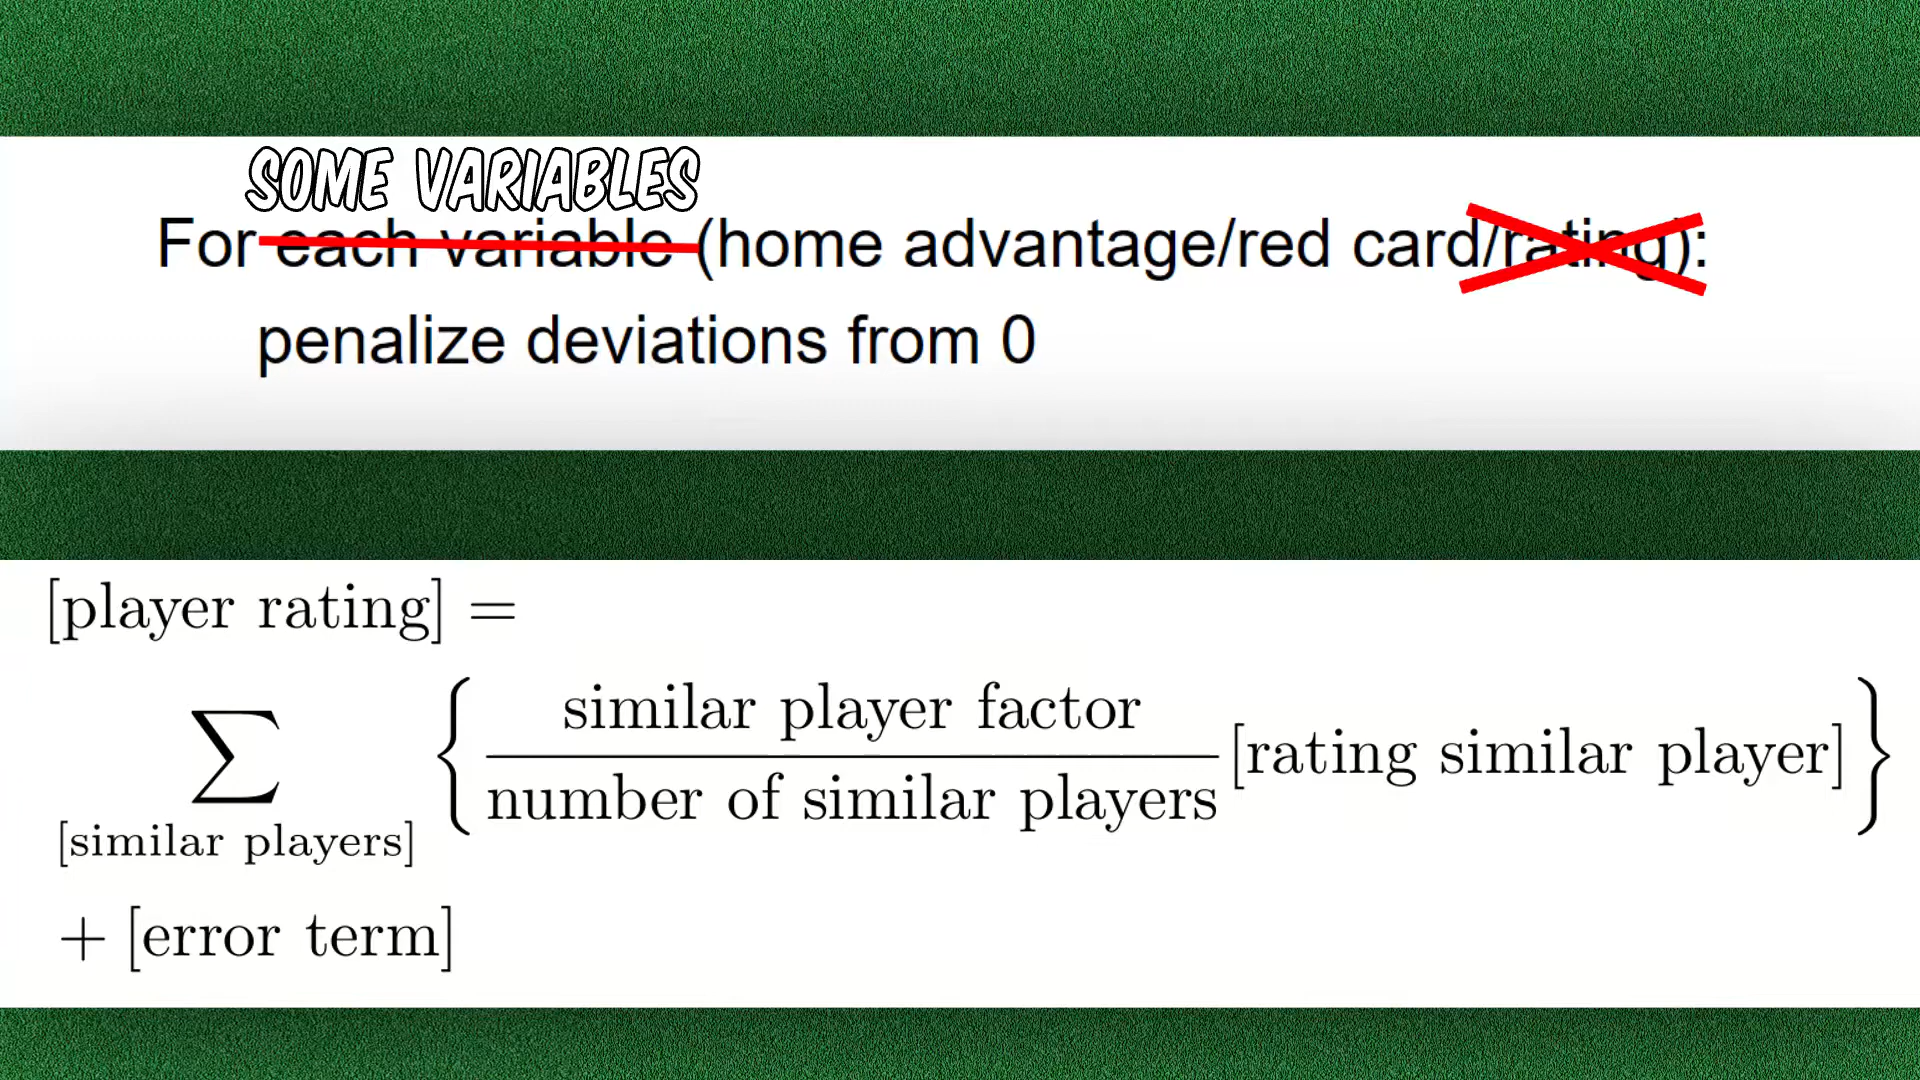 SOME VARIABLES
For each variable (home advantage/red card/rating):
penalize deviations from 0
[player rating] =
∑ { similar player factor / number of similar players [rating similar player] }
[similar players]
+ [error term]